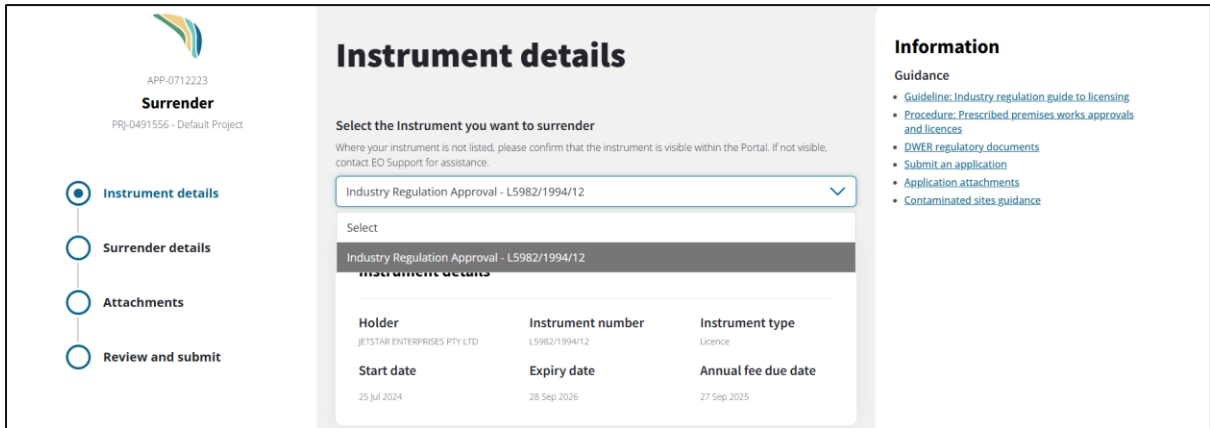 APP-0712223
Surrender
PRJ-0491556 - Default Project
Instrument details
Surrender details
Attachments
Review and submit
Instrument details
Select the Instrument you want to surrender
Where your instrument is not listed, please confirm that the instrument is visible within the Portal. If not visible,
contact EO Support for assistance.
Industry Regulation Approval - L5982/1994/12
Select
Industry Regulation Approval - L5982/1994/12
Instrument details
Holder
JETSTAR ENTERPRISES PTY LTD
Instrument number
L5982/1994/12
Instrument type
Licence
Start date
25 Jul 2024
Expiry date
28 Sep 2026
Annual fee due date
27 Sep 2025
Information
Guidance
Guideline: Industry regulation guide to licensing
Procedure: Prescribed premises works approvals
and licences
DWER regulatory documents
Submit an application
Application attachments
Contaminated sites guidance